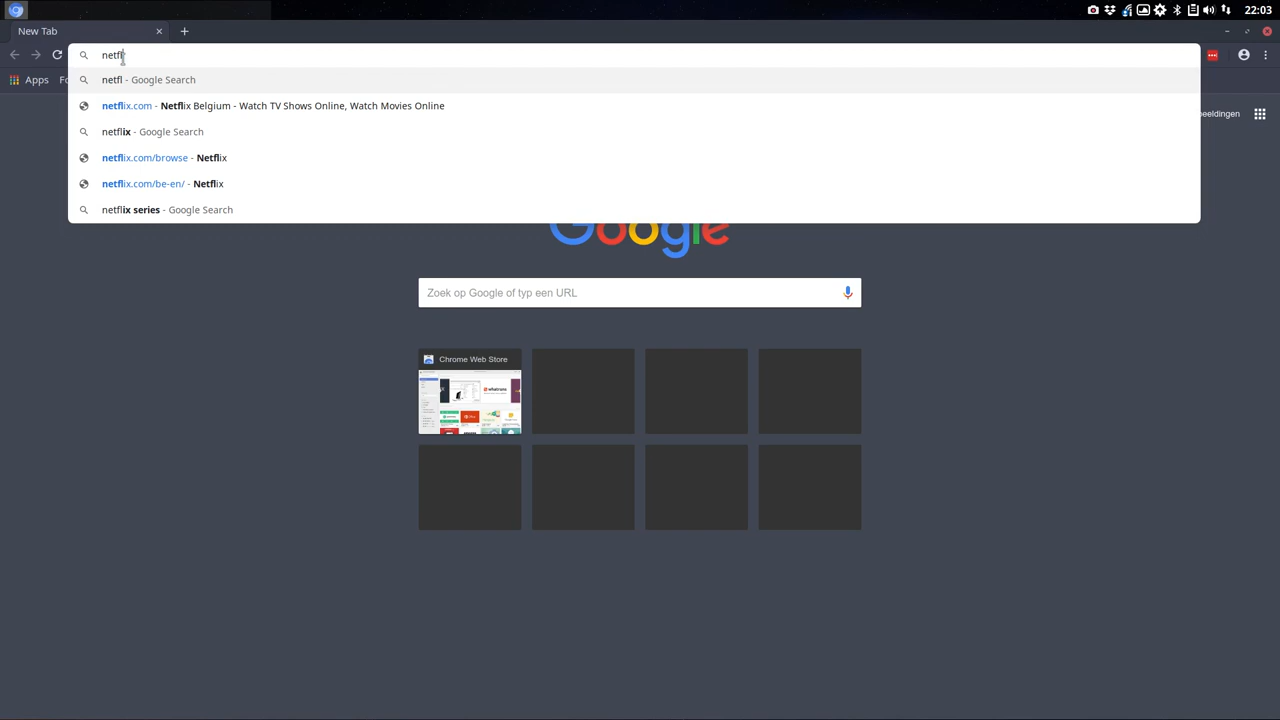 22:03
New Tab
netfl
netfl - Google Search
Apps Fo
netflix.com - Netflix Belgium - Watch TV Shows Online, Watch Movies Online
beeldingen
netflix - Google Search
netflix.com/browse - Netflix
netflix.com/be-en/ - Netflix
netflix series - Google Search
Google
Zoek op Google of typ een URL
Chrome Web Store